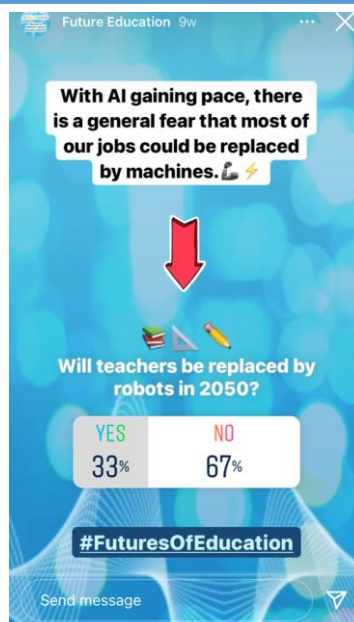 Future Education 9w
With AI gaining pace, there
is a general fear that most of
our jobs could be replaced
by machines.🦾⚡
📚📐✏️
Will teachers be replaced by
robots in 2050?
YES NO
33% 67%
#FuturesOfEducation
Send message